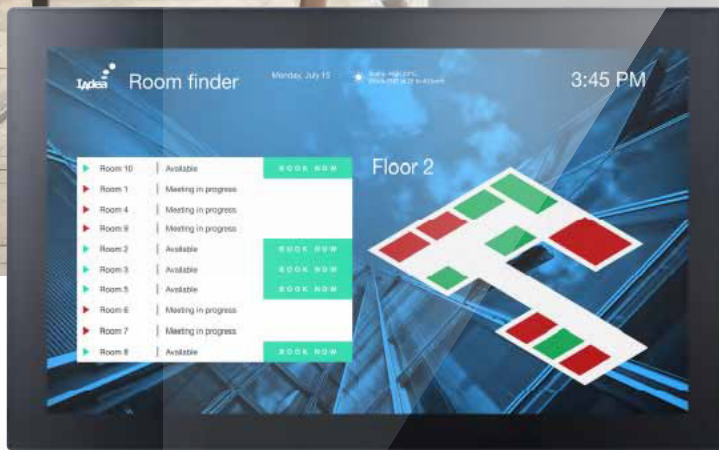 IAdea
Room finder
Monday, July 15
3:45 PM
Floor 2
Room 10 | Available BOOK NOW
Room 1 | Meeting in progress
Room 4 | Meeting in progress
Room 9 | Meeting in progress
Room 2 | Available BOOK NOW
Room 3 | Available BOOK NOW
Room 5 | Available BOOK NOW
Room 6 | Meeting in progress
Room 7 | Meeting in progress
Room 8 | Available BOOK NOW